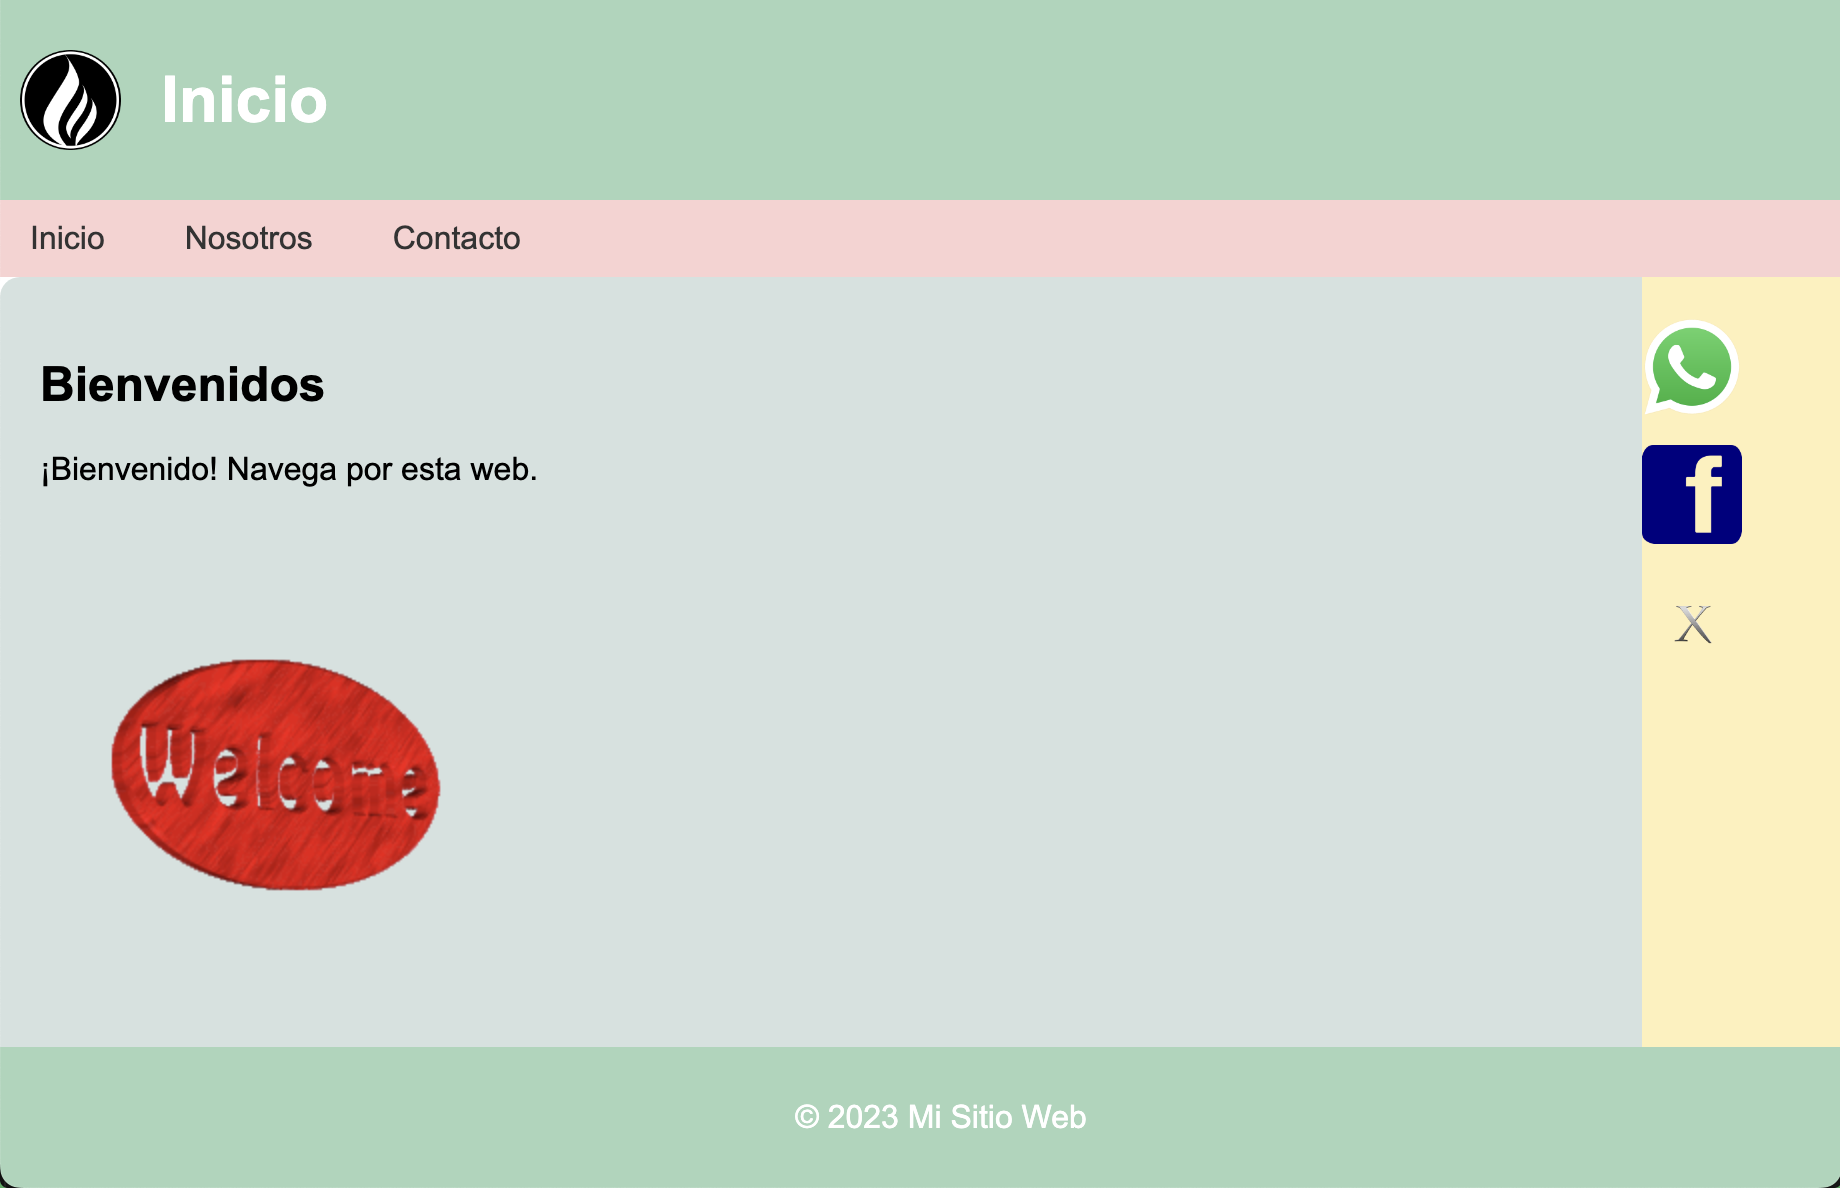 Inicio
Inicio Nosotros Contacto
Bienvenidos
¡Bienvenido! Navega por esta web.
f
X
Welcome
© 2023 Mi Sitio Web